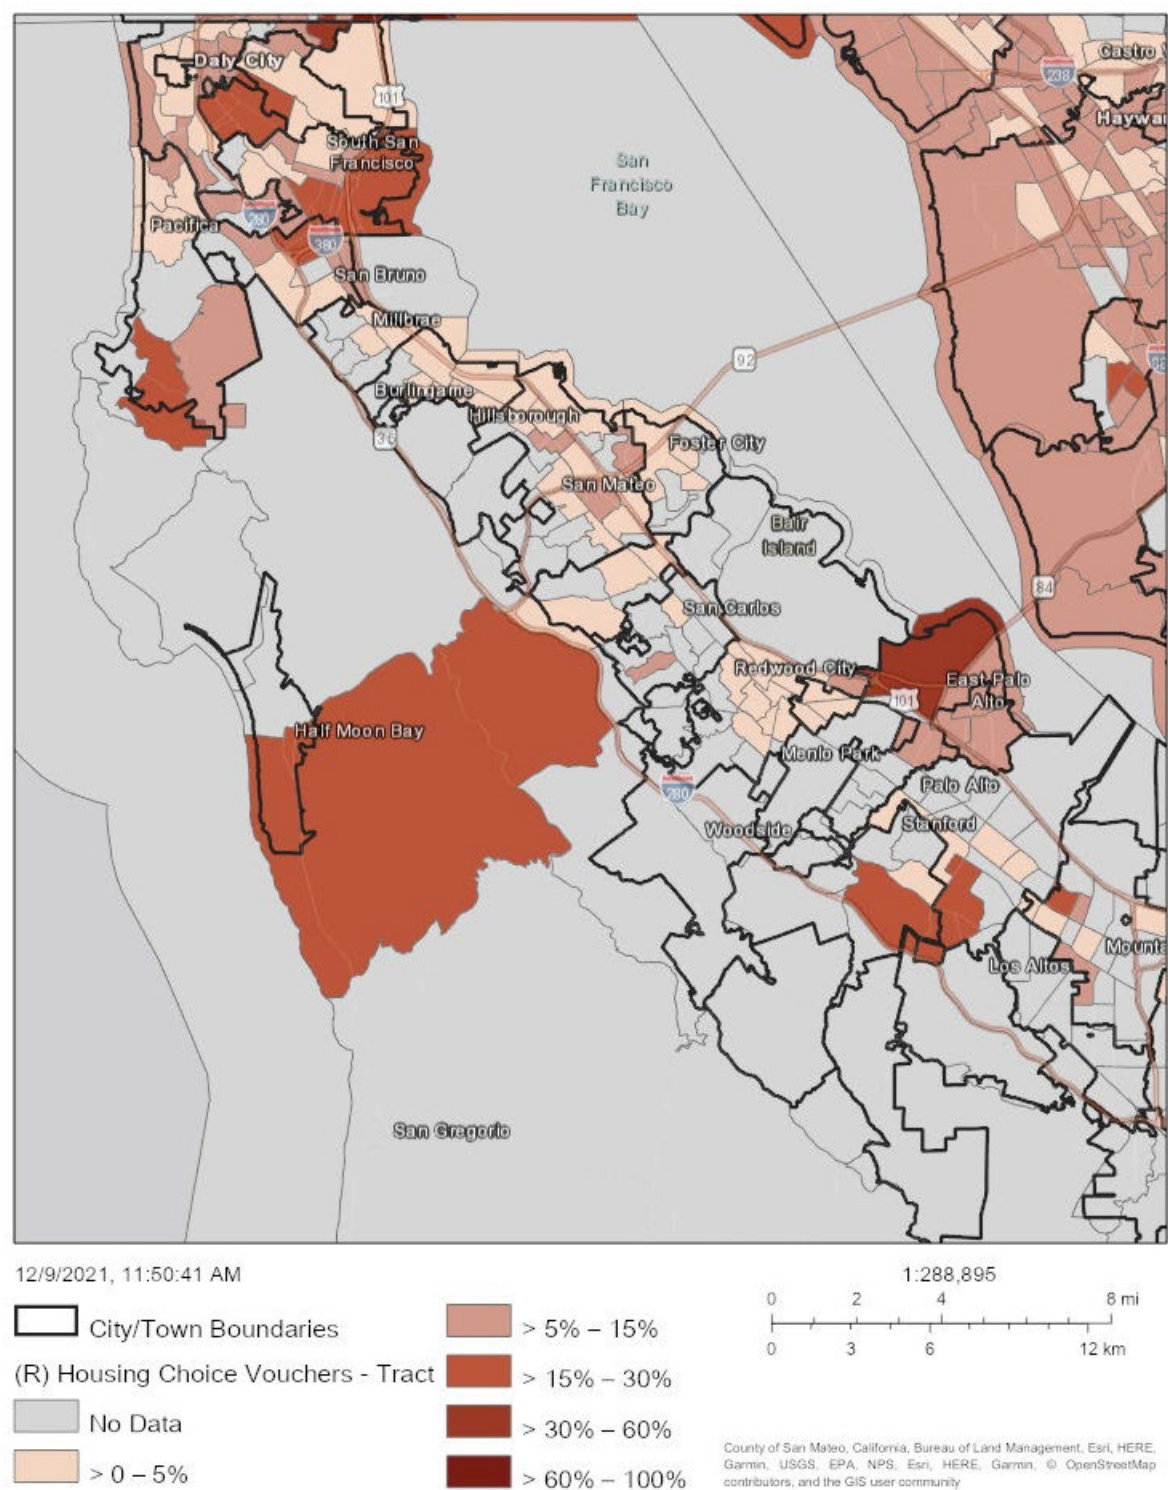 Daly City
238
Castro
101
Haywa
South San
Francisco
San
Francisco
Bay
280
Pacifica
380
San Bruno
Millbrae
92
Burlingame
Hillsborough
35
Foster City
San Mateo
Bair
Island
84
San Carlos
Redwood City
East Palo
Alto
101
Half Moon Bay
Menlo Park
280
Palo Alto
Woodside
Stanford
Mounta
Los Altos
San Gregorio
12/9/2021, 11:50:41 AM
1:288,895
0 2 4 8 mi
0 3 6 12 km
City/Town Boundaries
(R) Housing Choice Vouchers - Tract
No Data
> 0 – 5%
> 5% – 15%
> 15% – 30%
> 30% – 60%
> 60% – 100%
County of San Mateo, California, Bureau of Land Management, Esri, HERE,
Garmin, USGS, EPA, NPS, Esri, HERE, Garmin, © OpenStreetMap
contributors, and the GIS user community